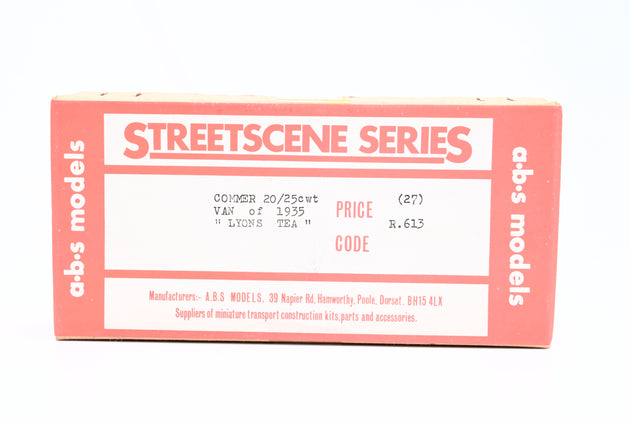 STREETSCENE SERIES
a·b·s models
COMMER 20/25cwt
VAN of 1935
" LYONS TEA "
PRICE (27)
R.613
CODE
a·b·s models
Manufacturers:- A.B.S MODELS. 39 Napier Rd, Hamworthy, Poole, Dorset. BH15 4LX
Suppliers of miniature transport construction kits, parts and accessories.